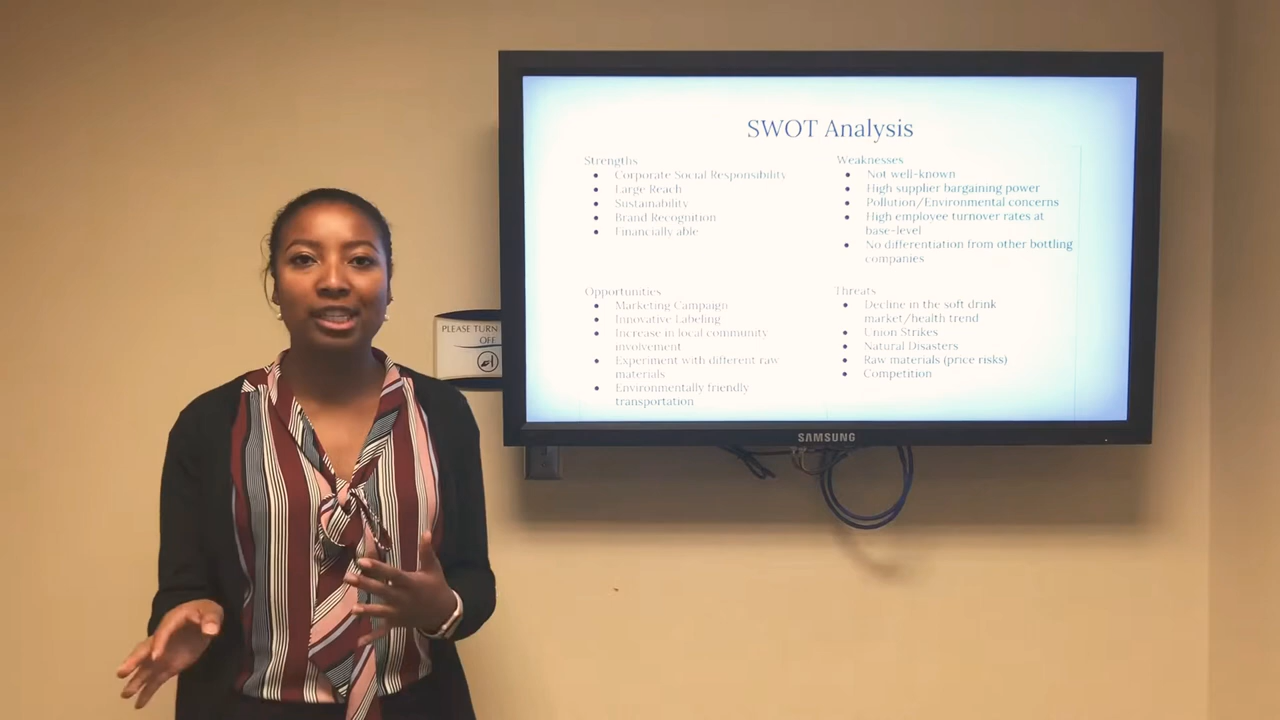 SWOT Analysis
Strengths
Corporate Social Responsibility
Large Reach
Sustainability
Brand Recognition
Financially able
Weaknesses
Not well-known
High supplier bargaining power
Pollution/Environmental concerns
High employee turnover rates at
base-level
No differentiation from other bottling
companies
Opportunities
Marketing Campaign
Innovative Labeling
Increase in local community
involvement
Experiment with different raw
materials
Environmentally friendly
transportation
Threats
Decline in the soft drink
market/health trend
Union Strikes
Natural Disasters
Raw materials (price risks)
Competition
PLEASE TURN
OFF
SAMSUNG